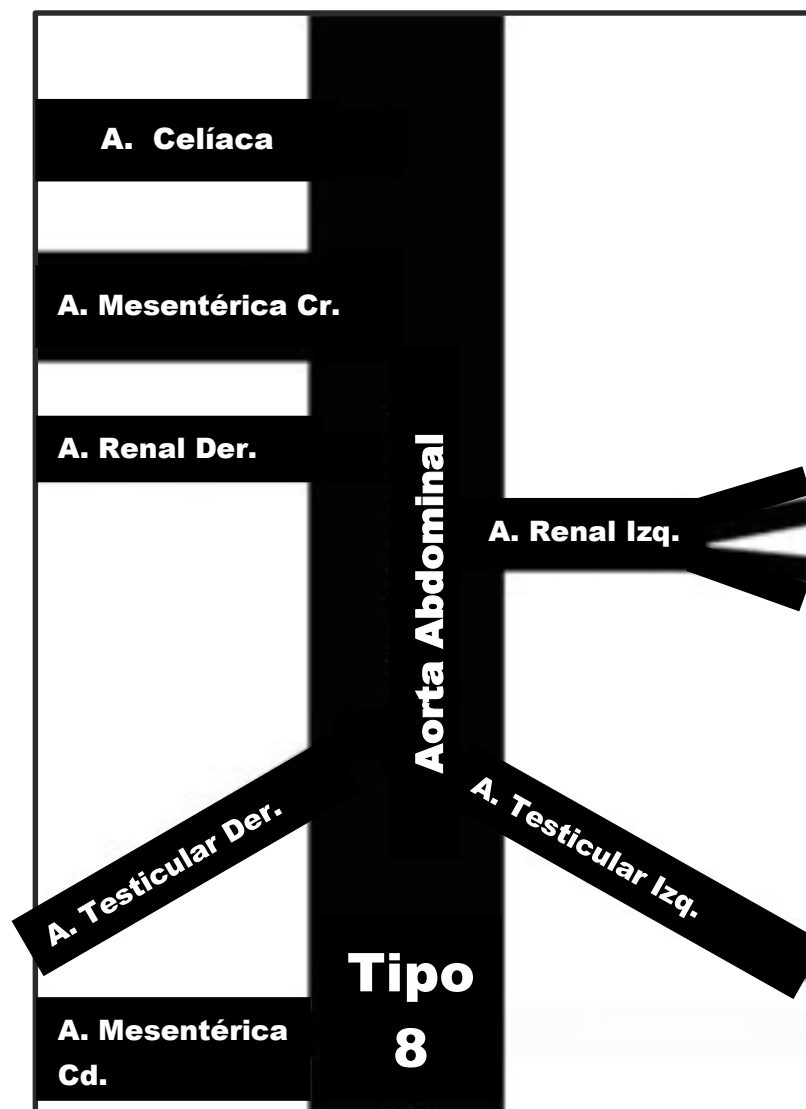 A. Celíaca
A. Mesentérica Cr.
A. Renal Der.
Aorta Abdominal
A. Renal Izq.
A. Testicular Der.
A. Testicular Izq.
Tipo
8
A. Mesentérica
Cd.